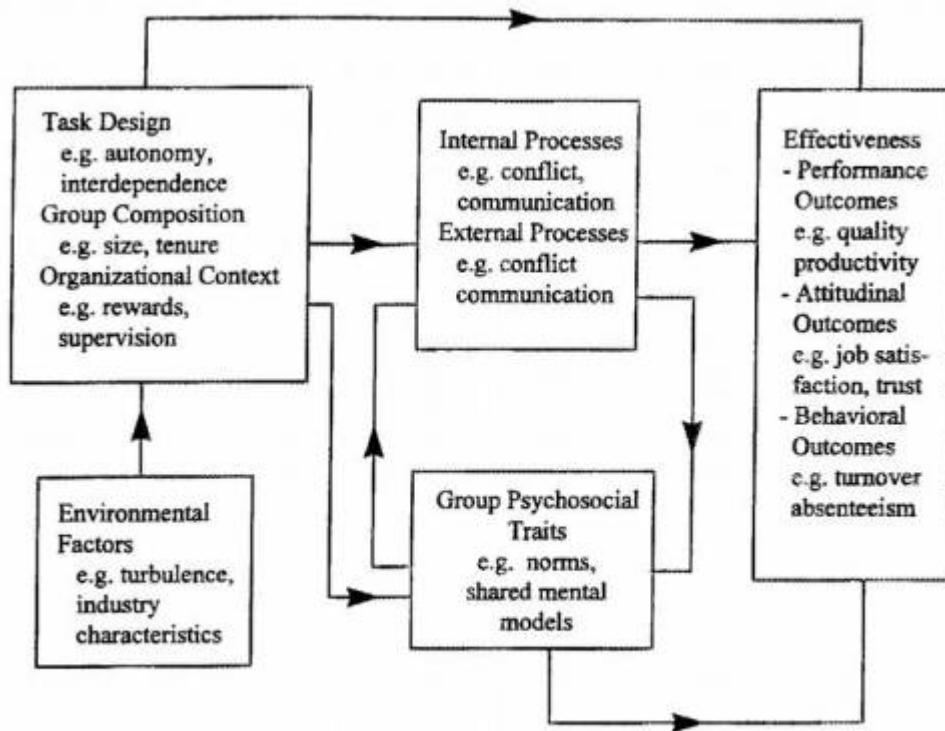 Task Design
e.g. autonomy,
interdependence
Group Composition
e.g. size, tenure
Organizational Context
e.g. rewards,
supervision
Environmental
Factors
e.g. turbulence,
industry
characteristics
Internal Processes
e.g. conflict,
communication
External Processes
e.g. conflict
communication
Group Psychosocial
Traits
e.g. norms,
shared mental
models
Effectiveness
- Performance
Outcomes
e.g. quality
productivity
- Attitudinal
Outcomes
e.g. job satis-
faction, trust
- Behavioral
Outcomes
e.g. turnover
absenteeism